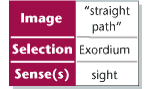 Image "straight
path"
Selection Exordium
Sense(s) sight